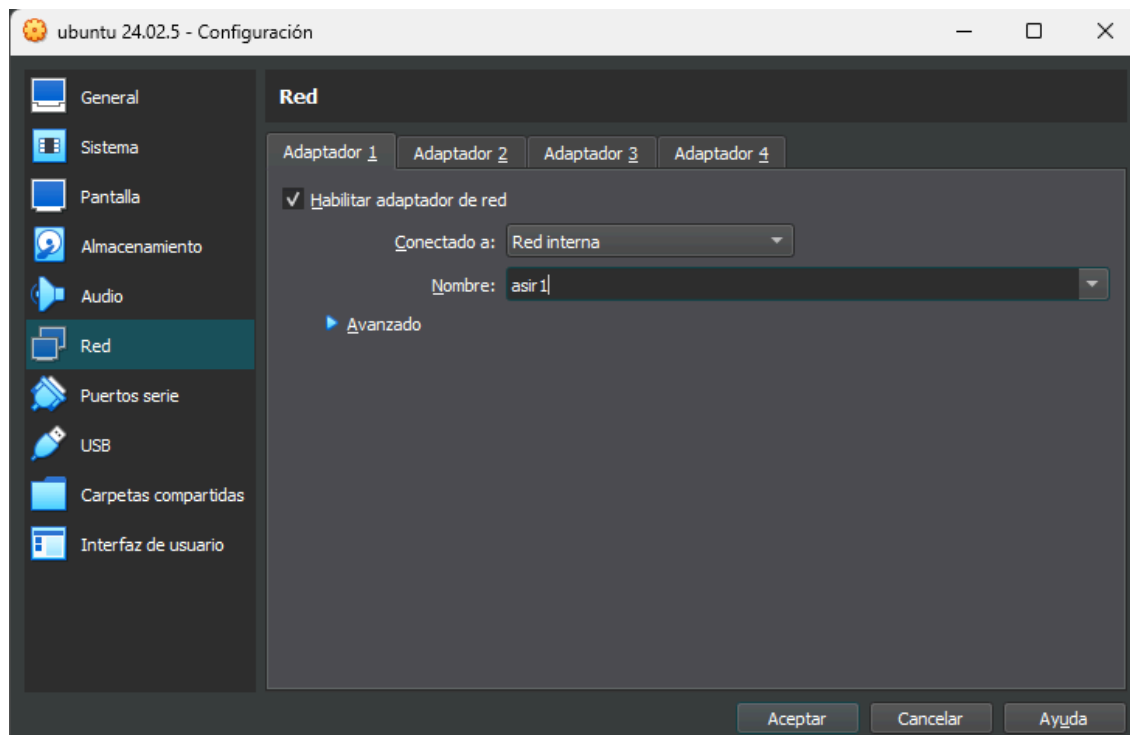 ubuntu 24.02.5 - Configuración
General
Sistema
Pantalla
Almacenamiento
Audio
Red
Puertos serie
USB
Carpetas compartidas
Interfaz de usuario
Red
Adaptador 1 Adaptador 2 Adaptador 3 Adaptador 4
Habilitar adaptador de red
Conectado a: Red interna
Nombre: asir1
Avanzado
Aceptar Cancelar Ayuda